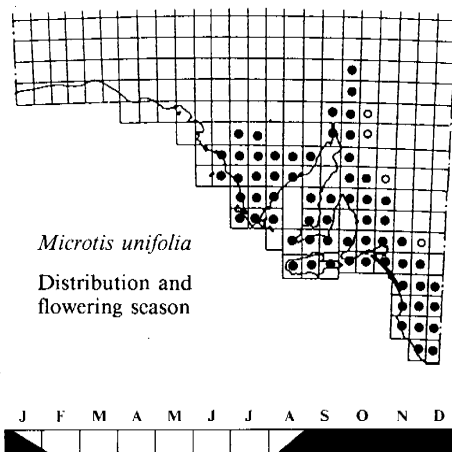 Microtis unifolia
Distribution and
flowering season
J F M A M J J A S O N D